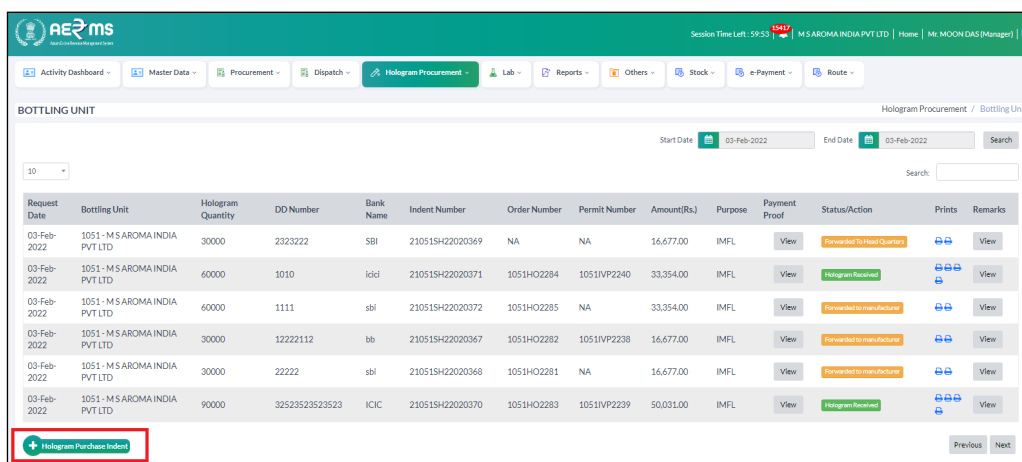 AERMS
Session Time Left : 59:53 15417 M S AROMA INDIA PVT LTD | Home | Mr. MOON DAS (Manager) |
Activity Dashboard Master Data Procurement Dispatch Hologram Procurement Lab Reports Others Stock e-Payment Route
BOTTLING UNIT Hologram Procurement / Bottling Un
Start Date 03-Feb-2022 End Date 03-Feb-2022 Search
10 Search:
Request Date Bottling Unit Hologram Quantity DD Number Bank Name Indent Number Order Number Permit Number Amount(Rs.) Purpose Payment Proof Status/Action Prints Remarks
03-Feb-2022 1051 - M S AROMA INDIA PVT LTD 30000 2323222 SBI 21051SH22020369 NA NA 16,677.00 IMFL View Forwarded To Head Quarters View
03-Feb-2022 1051 - M S AROMA INDIA PVT LTD 60000 1010 icici 21051SH22020371 1051HO2284 1051IVP2240 33,354.00 IMFL View Hologram Received View
03-Feb-2022 1051 - M S AROMA INDIA PVT LTD 60000 1111 sbi 21051SH22020372 1051HO2285 NA 33,354.00 IMFL View Forwarded to manufacturer View
03-Feb-2022 1051 - M S AROMA INDIA PVT LTD 30000 12222112 bb 21051SH22020367 1051HO2282 1051IVP2238 16,677.00 IMFL View Forwarded to manufacturer View
03-Feb-2022 1051 - M S AROMA INDIA PVT LTD 30000 22222 sbi 21051SH22020368 1051HO2281 NA 16,677.00 IMFL View Forwarded to manufacturer View
03-Feb-2022 1051 - M S AROMA INDIA PVT LTD 90000 32523523523523 ICIC 21051SH22020370 1051HO2283 1051IVP2239 50,031.00 IMFL View Hologram Received View
Hologram Purchase Indent Previous Next